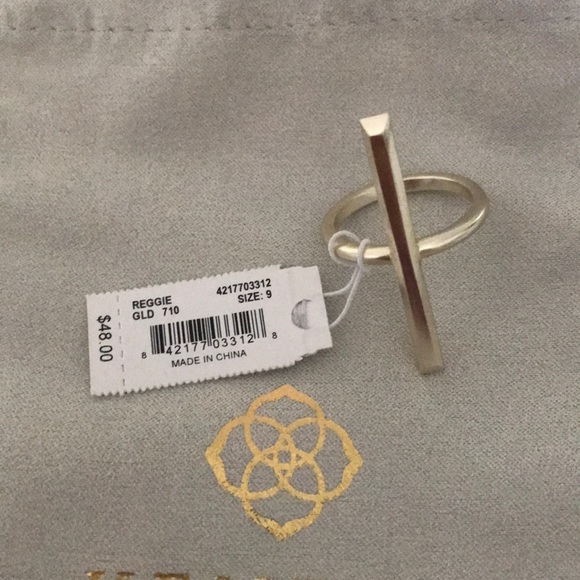 REGGIE 4217703312
GLD 710 SIZE: 9
8 42177 03312 8
MADE IN CHINA
$48.00